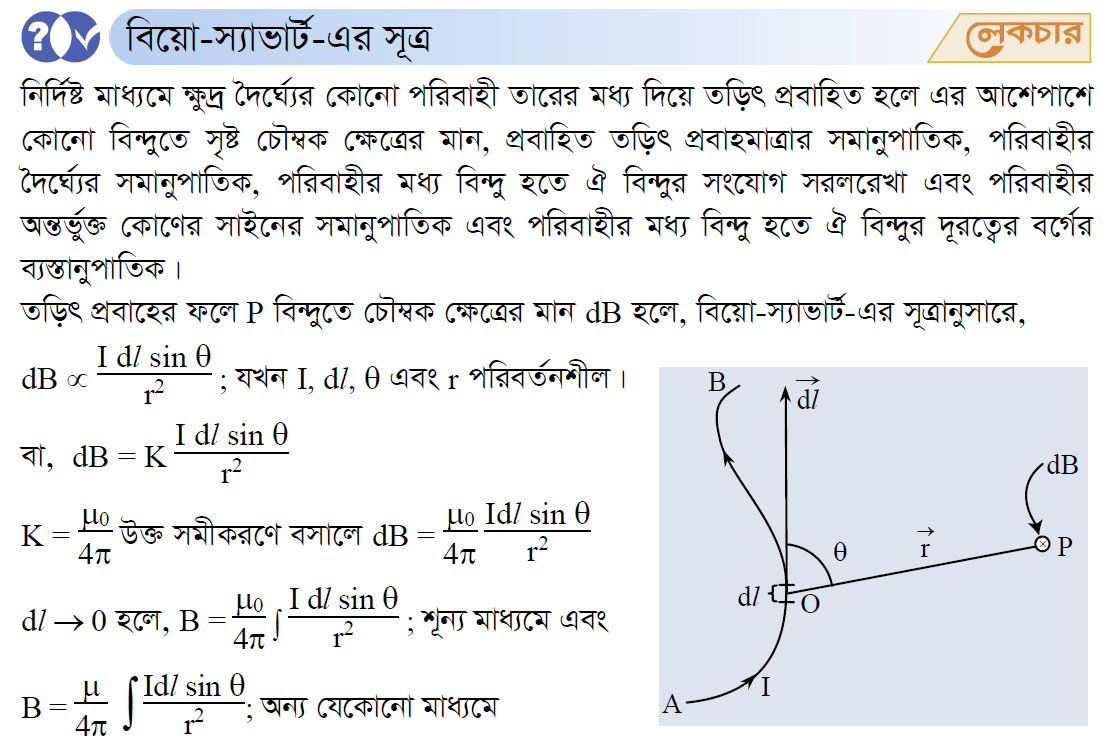 বিয়ো-স্যাভার্ট-এর সূত্র
লেকচার
নির্দিষ্ট মাধ্যমে ক্ষুদ্র দৈর্ঘ্যের কোনো পরিবাহী তারের মধ্য দিয়ে তড়িৎ প্রবাহিত হলে এর আশেপাশে
কোনো বিন্দুতে সৃষ্ট চৌম্বক ক্ষেত্রের মান, প্রবাহিত তড়িৎ প্রবাহমাত্রার সমানুপাতিক, পরিবাহীর
দৈর্ঘ্যের সমানুপাতিক, পরিবাহীর মধ্য বিন্দু হতে ঐ বিন্দুর সংযোগ সরলরেখা এবং পরিবাহীর
অন্তর্ভুক্ত কোণের সাইনের সমানুপাতিক এবং পরিবাহীর মধ্য বিন্দু হতে ঐ বিন্দুর দূরত্বের বর্গের
ব্যস্তানুপাতিক।
তড়িৎ প্রবাহের ফলে P বিন্দুতে চৌম্বক ক্ষেত্রের মান dB হলে, বিয়ো-স্যাভার্ট-এর সূত্রানুসারে,
dB ∝ I dl sin θ / r² ; যখন I, dl, θ এবং r পরিবর্তনশীল।
বা, dB = K I dl sin θ / r²
K = μ₀ / 4π উক্ত সমীকরণে বসালে dB = μ₀ / 4π Idl sin θ / r²
dl → 0 হলে, B = μ₀ / 4π ∫ I dl sin θ / r² ; শূন্য মাধ্যমে এবং
B = μ / 4π ∫ Idl sin θ / r² ; অন্য যেকোনো মাধ্যমে
B
dl
dB
θ
r
P
dl
O
A
I